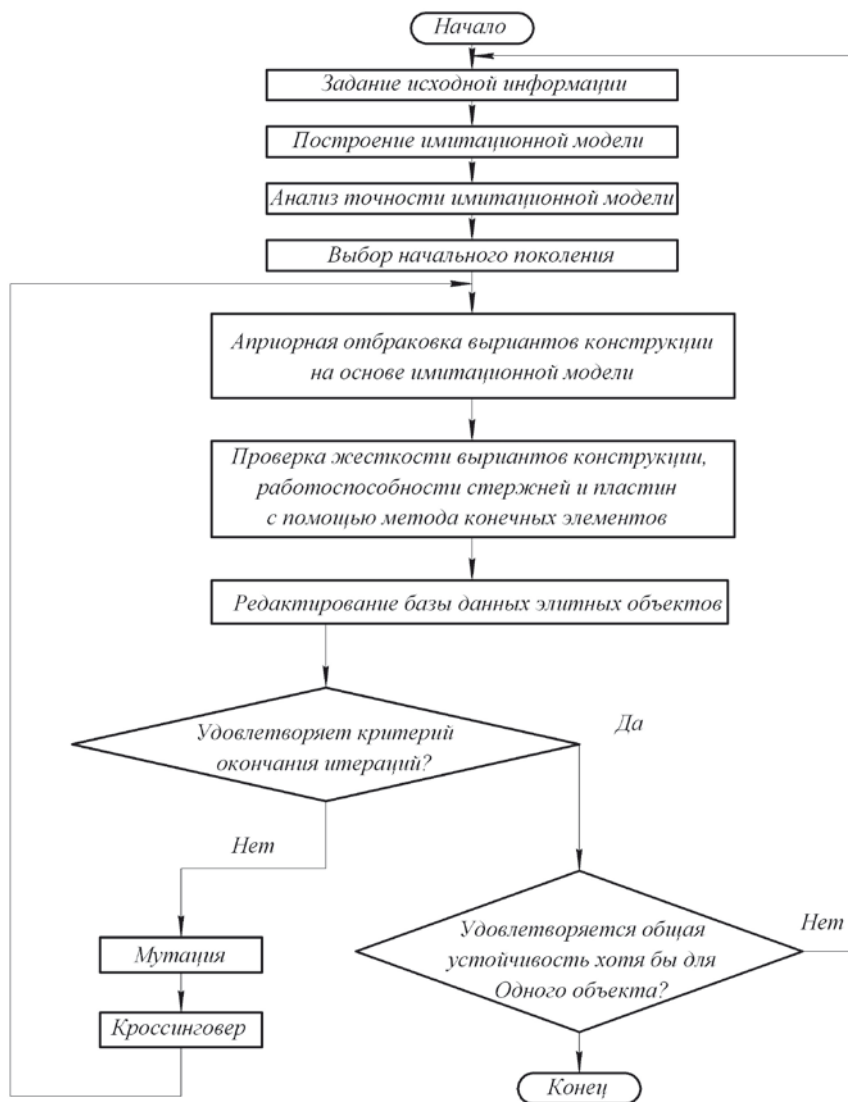 Начало
Задание исходной информации
Построение имитационной модели
Анализ точности имитационной модели
Выбор начального поколения
Априорная отбраковка выриантов конструкции
на основе имитационной модели
Проверка жесткости выриантов конструкции,
работоспособности стержней и пластин
с помощью метода конечных элементов
Редактирование базы данных элитных объектов
Удовлетворяет критерий
окончания итераций?
Да
Нет
Мутация
Кроссинговер
Удовлетворяется общая
устойчивость хотя бы для
Одного объекта?
Нет
Конец